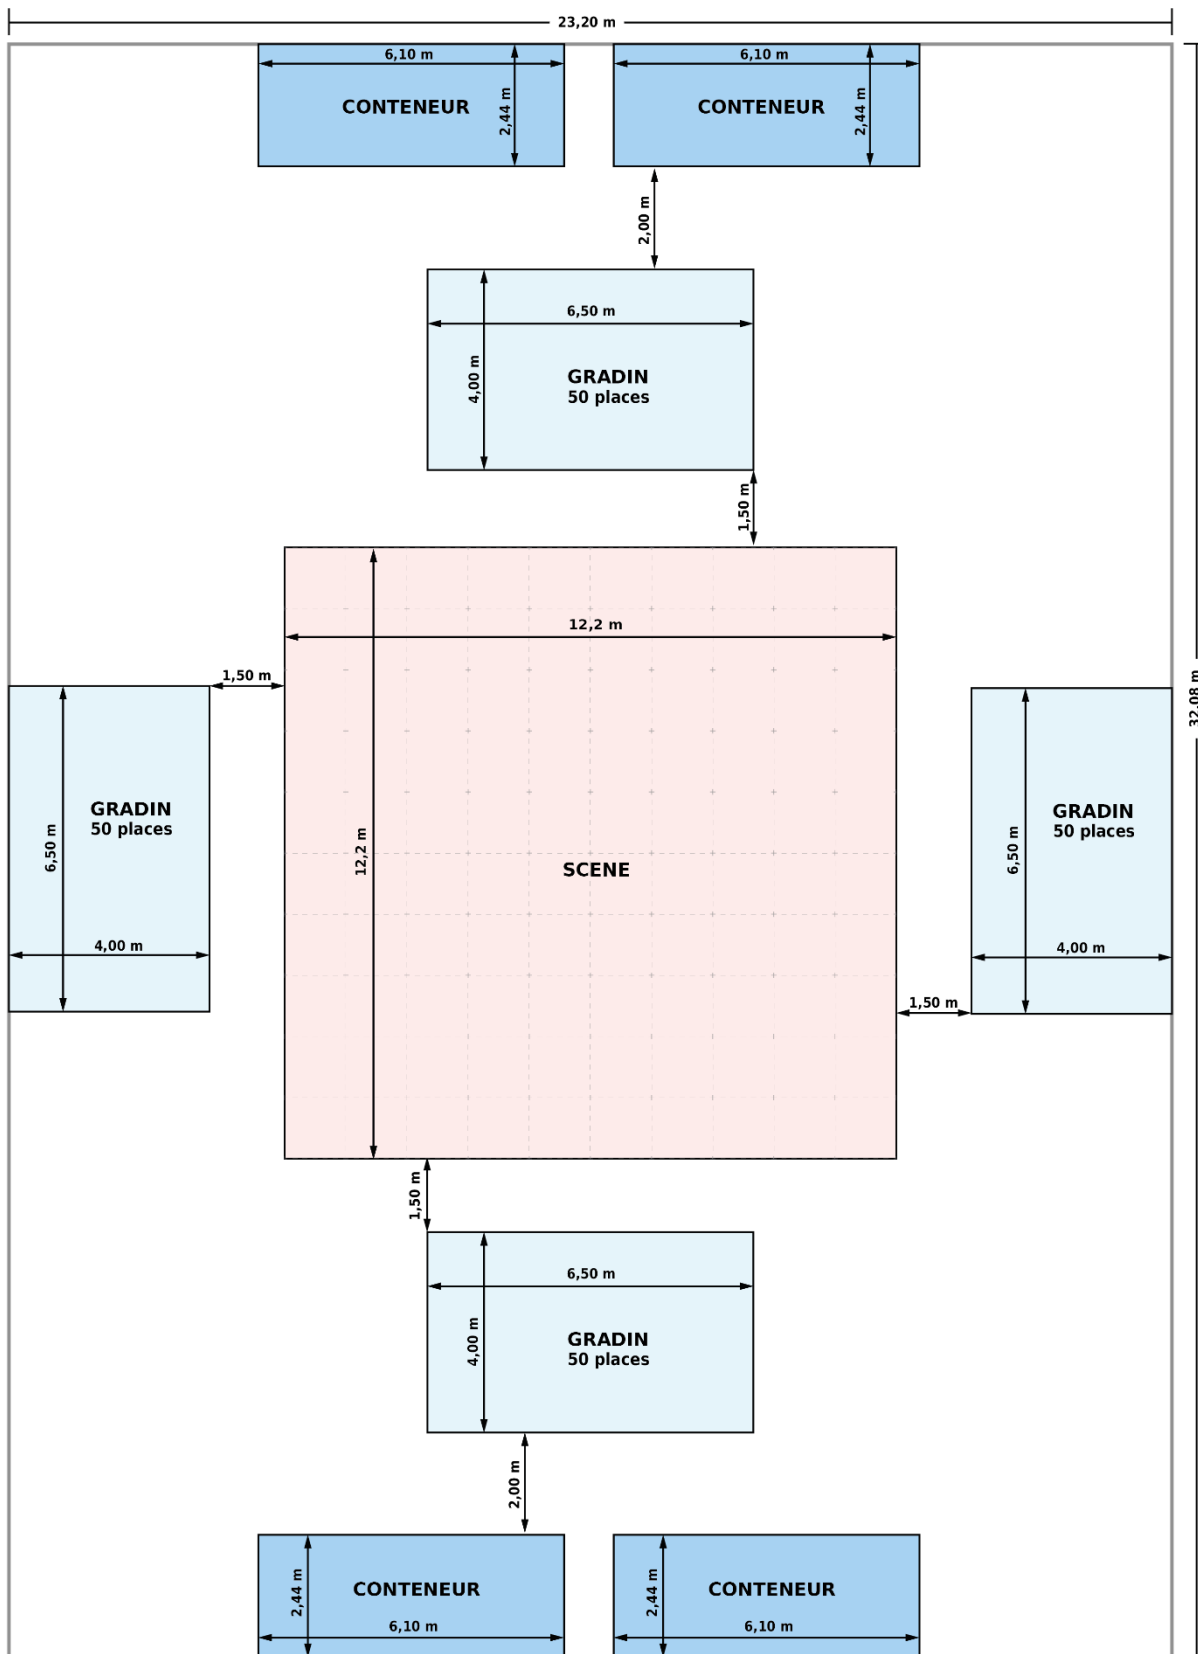 23,20 m
6,10 m
6,10 m
2,44 m
2,44 m
CONTENEUR
CONTENEUR
2,00 m
6,50 m
4,00 m
GRADIN
50 places
1,50 m
12,2 m
1,50 m
32,08 m
12,2 m
GRADIN
50 places
6,50 m
4,00 m
SCENE
GRADIN
50 places
6,50 m
4,00 m
1,50 m
1,50 m
6,50 m
4,00 m
GRADIN
50 places
2,00 m
2,44 m
CONTENEUR
6,10 m
2,44 m
CONTENEUR
6,10 m